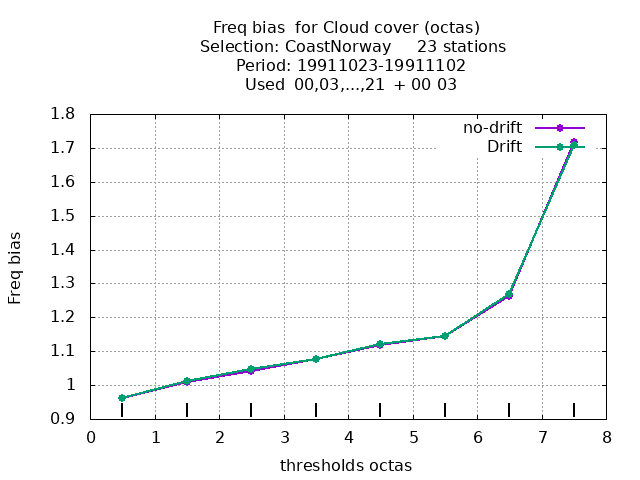 Freq bias  for Cloud cover (octas)
Selection: CoastNorway     23 stations
Period: 19911023-19911102
Used  00,03,...,21  + 00 03
no-drift
Drift
1.8
1.7
1.6
1.5
1.4
1.3
1.2
1.1
1
0.9
Freq bias
0 1 2 3 4 5 6 7 8
thresholds octas